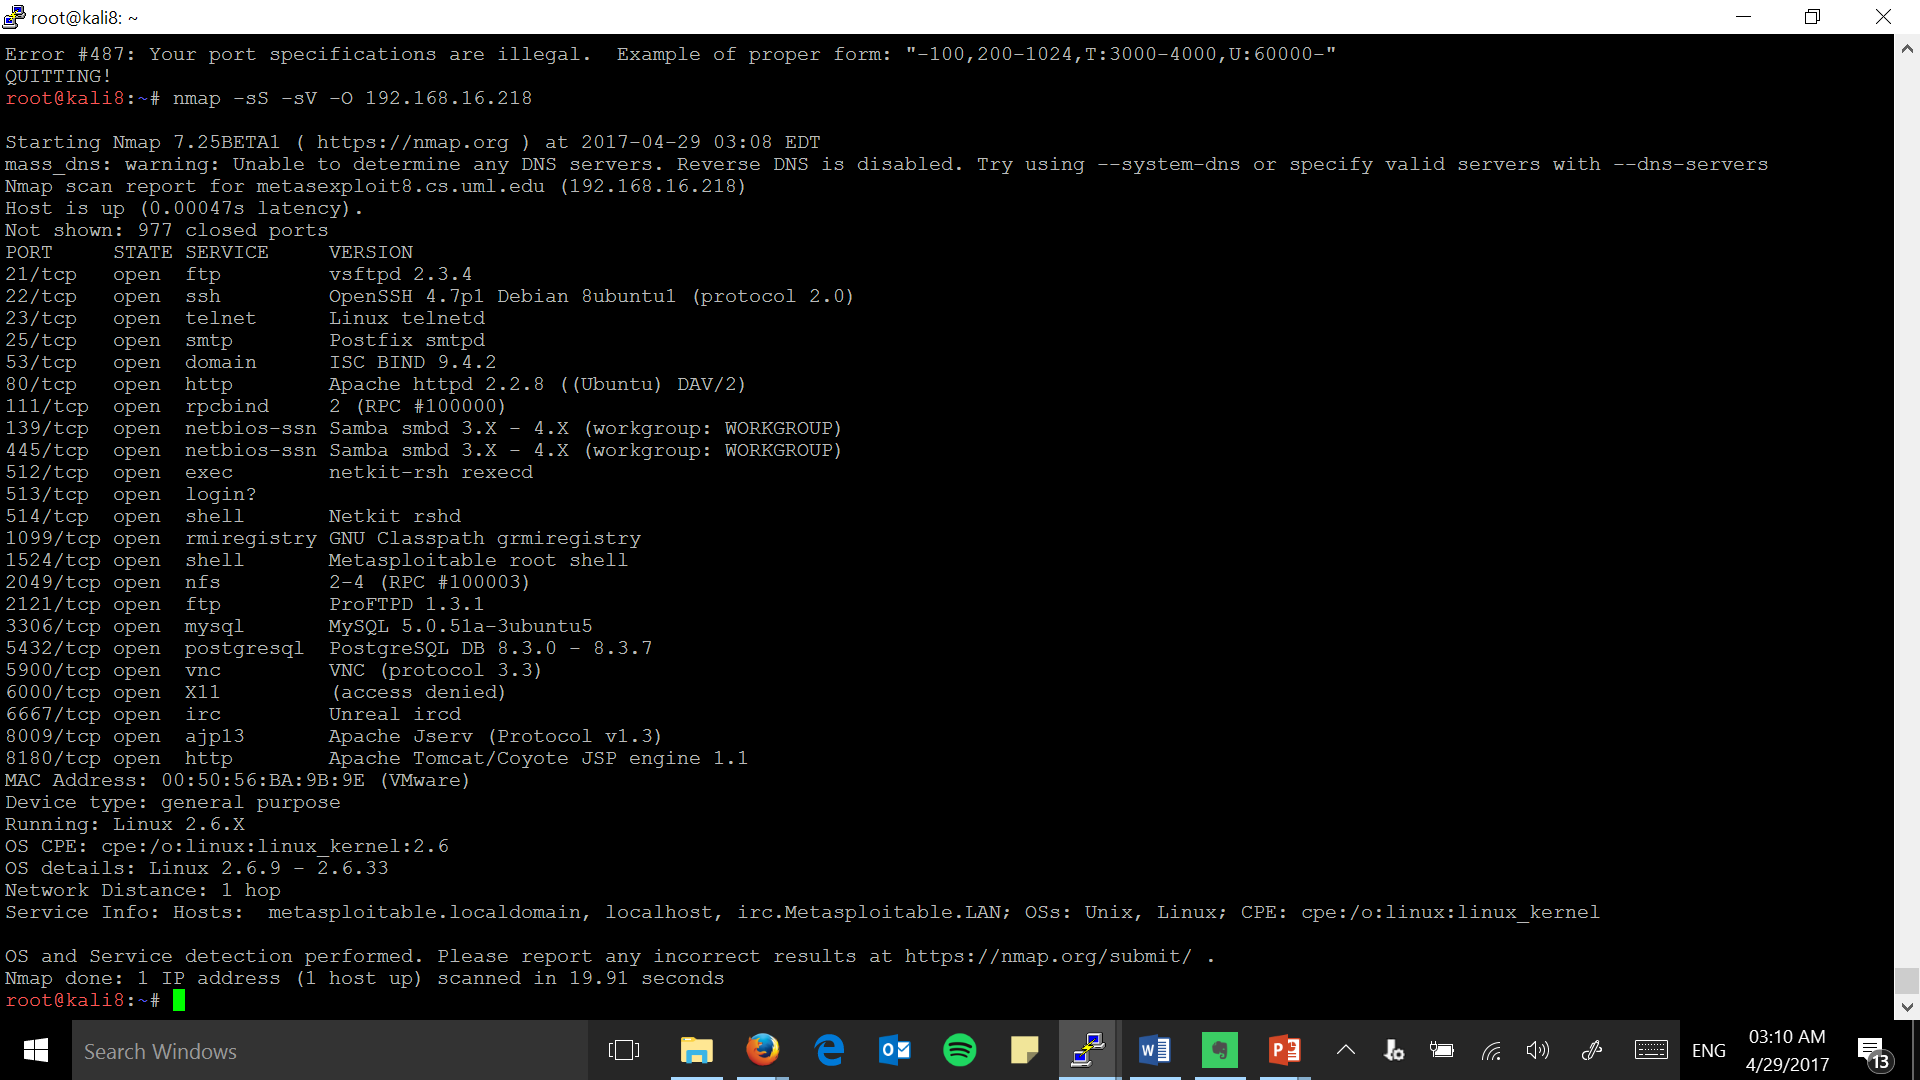 root@kali8: ~
Error #487: Your port specifications are illegal.  Example of proper form: "-100,200-1024,T:3000-4000,U:60000-"
QUITTING!
root@kali8:~# nmap -sS -sV -O 192.168.16.218
Starting Nmap 7.25BETA1 ( https://nmap.org ) at 2017-04-29 03:08 EDT
mass_dns: warning: Unable to determine any DNS servers. Reverse DNS is disabled. Try using --system-dns or specify valid servers with --dns-servers
Nmap scan report for metasexploit8.cs.uml.edu (192.168.16.218)
Host is up (0.00047s latency).
Not shown: 977 closed ports
PORT     STATE SERVICE     VERSION
21/tcp   open  ftp         vsftpd 2.3.4
22/tcp   open  ssh         OpenSSH 4.7p1 Debian 8ubuntu1 (protocol 2.0)
23/tcp   open  telnet      Linux telnetd
25/tcp   open  smtp        Postfix smtpd
53/tcp   open  domain      ISC BIND 9.4.2
80/tcp   open  http        Apache httpd 2.2.8 ((Ubuntu) DAV/2)
111/tcp  open  rpcbind     2 (RPC #100000)
139/tcp  open  netbios-ssn Samba smbd 3.X - 4.X (workgroup: WORKGROUP)
445/tcp  open  netbios-ssn Samba smbd 3.X - 4.X (workgroup: WORKGROUP)
512/tcp  open  exec        netkit-rsh rexecd
513/tcp  open  login?
514/tcp  open  shell       Netkit rshd
1099/tcp open  rmiregistry GNU Classpath grmiregistry
1524/tcp open  shell       Metasploitable root shell
2049/tcp open  nfs         2-4 (RPC #100003)
2121/tcp open  ftp         ProFTPD 1.3.1
3306/tcp open  mysql       MySQL 5.0.51a-3ubuntu5
5432/tcp open  postgresql  PostgreSQL DB 8.3.0 - 8.3.7
5900/tcp open  vnc         VNC (protocol 3.3)
6000/tcp open  X11         (access denied)
6667/tcp open  irc         Unreal ircd
8009/tcp open  ajp13       Apache Jserv (Protocol v1.3)
8180/tcp open  http        Apache Tomcat/Coyote JSP engine 1.1
MAC Address: 00:50:56:BA:9B:9E (VMware)
Device type: general purpose
Running: Linux 2.6.X
OS CPE: cpe:/o:linux:linux_kernel:2.6
OS details: Linux 2.6.9 - 2.6.33
Network Distance: 1 hop
Service Info: Hosts:  metasploitable.localdomain, localhost, irc.Metasploitable.LAN; OSs: Unix, Linux; CPE: cpe:/o:linux:linux_kernel
OS and Service detection performed. Please report any incorrect results at https://nmap.org/submit/ .
Nmap done: 1 IP address (1 host up) scanned in 19.91 seconds
root@kali8:~#
Search Windows
ENG
03:10 AM
4/29/2017
13